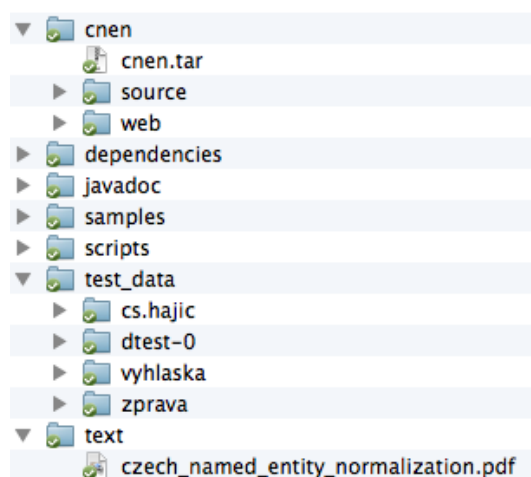 cnen
cnen.tar
source
web
dependencies
javadoc
samples
scripts
test_data
cs.hajic
dtest-0
vyhlaska
zprava
text
czech_named_entity_normalization.pdf